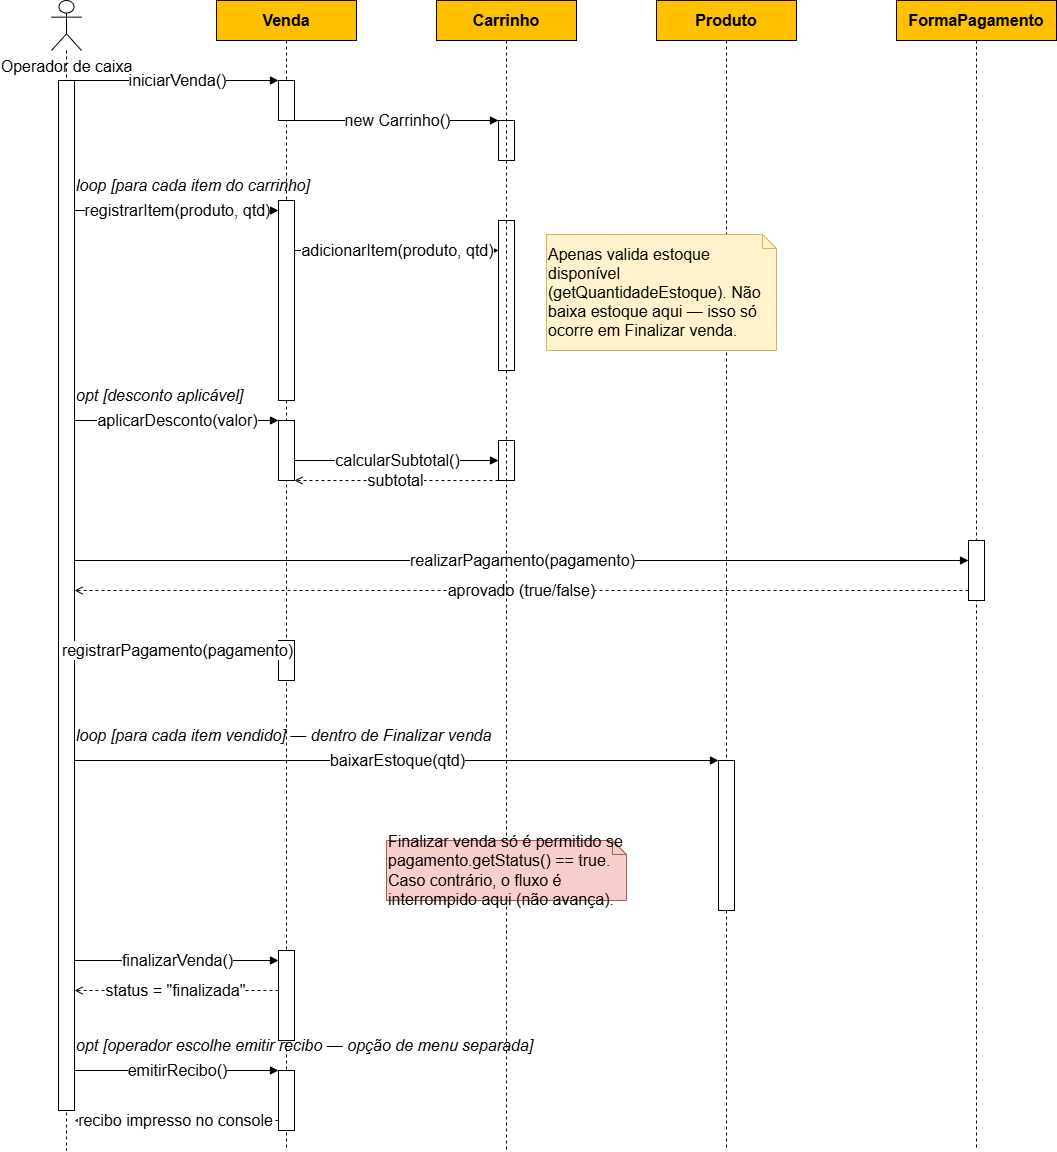 Venda
Carrinho
Produto
FormaPagamento
Operador de caixa
iniciarVenda()
new Carrinho()
loop [para cada item do carrinho]
registrarItem(produto, qtd)
adicionarItem(produto, qtd)
Apenas valida estoque
disponível
(getQuantidadeEstoque). Não
baixa estoque aqui — isso só
ocorre em Finalizar venda.
opt [desconto aplicável]
aplicarDesconto(valor)
calcularSubtotal()
subtotal
realizarPagamento(pagamento)
aprovado (true/false)
registrarPagamento(pagamento)
loop [para cada item vendido] — dentro de Finalizar venda
baixarEstoque(qtd)
Finalizar venda só é permitido se
pagamento.getStatus() == true.
Caso contrário, o fluxo é
interrompido aqui (não avança).
finalizarVenda()
status = "finalizada"
opt [operador escolhe emitir recibo — opção de menu separada]
emitirRecibo()
recibo impresso no console